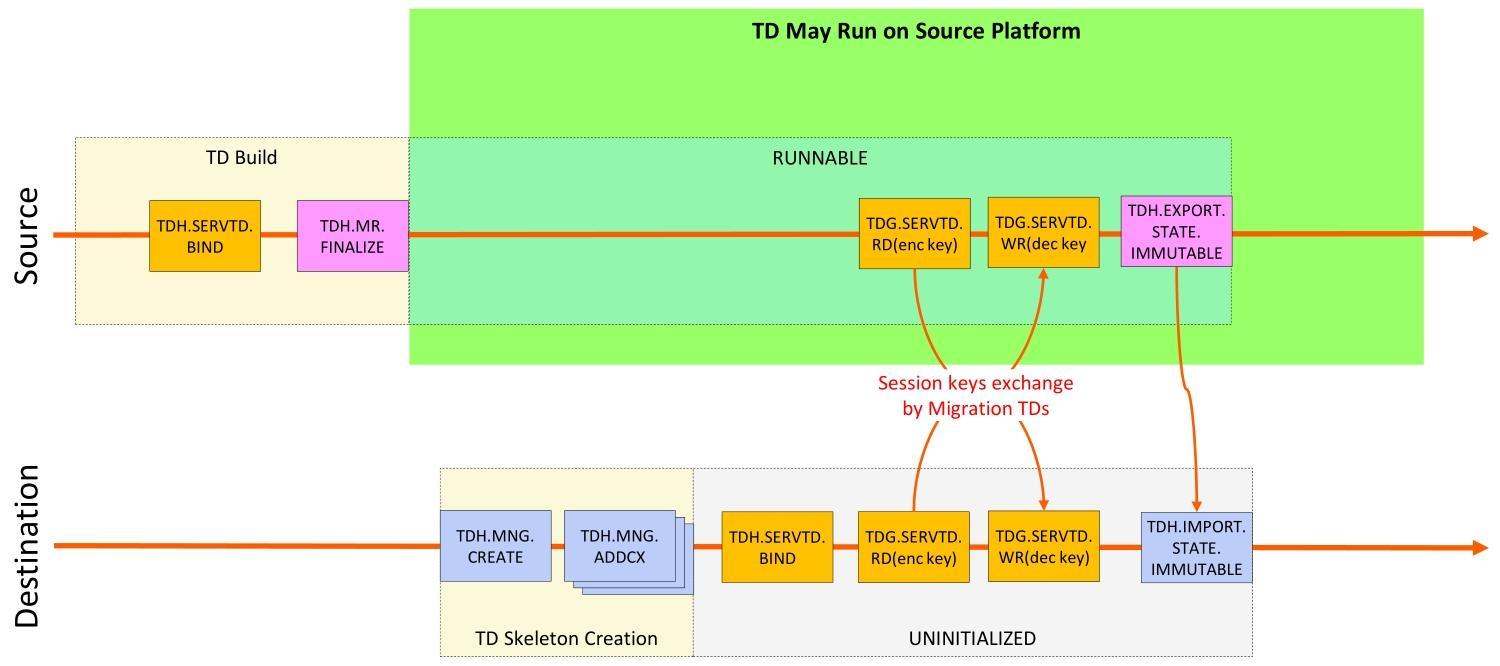 TD May Run on Source Platform
Source
TD Build
RUNNABLE
TDH.SERVTD.
BIND
TDH.MR.
FINALIZE
TDG.SERVTD.
RD(enc key)
TDG.SERVTD.
WR(dec key
TDH.EXPORT.
STATE.
IMMUTABLE
Session keys exchange
by Migration TDs
Destination
TDH.MNG.
CREATE
TDH.MNG.
ADDCX
TDH.SERVTD.
BIND
TDG.SERVTD.
RD(enc key)
TDG.SERVTD.
WR(dec key)
TDH.IMPORT.
STATE.
IMMUTABLE
TD Skeleton Creation
UNINITIALIZED